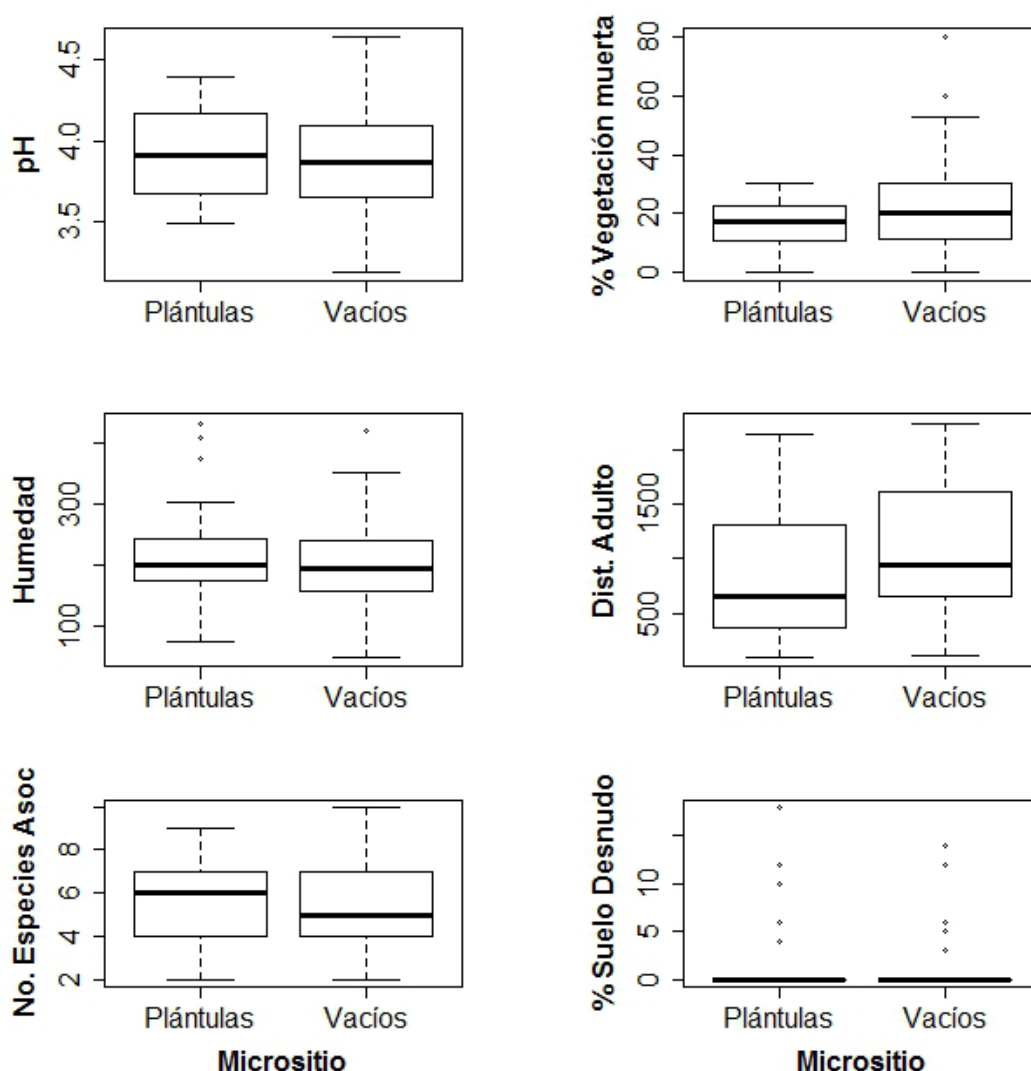 pH
4.5
4.0
3.5
Plántulas Vacíos
% Vegetación muerta
80
60
40
20
0
Plántulas Vacíos
Humedad
300
100
Plántulas Vacíos
Dist. Adulto
1500
500
Plántulas Vacíos
No. Especies Asoc
8
6
4
2
Plántulas Vacíos
Micrositio
% Suelo Desnudo
10
5
0
Plántulas Vacíos
Micrositio